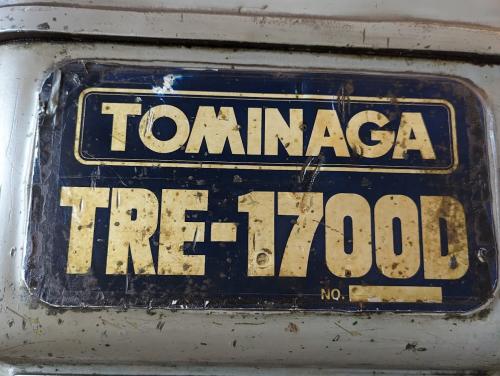 TOMINAGA
TRE-1700D
NO.